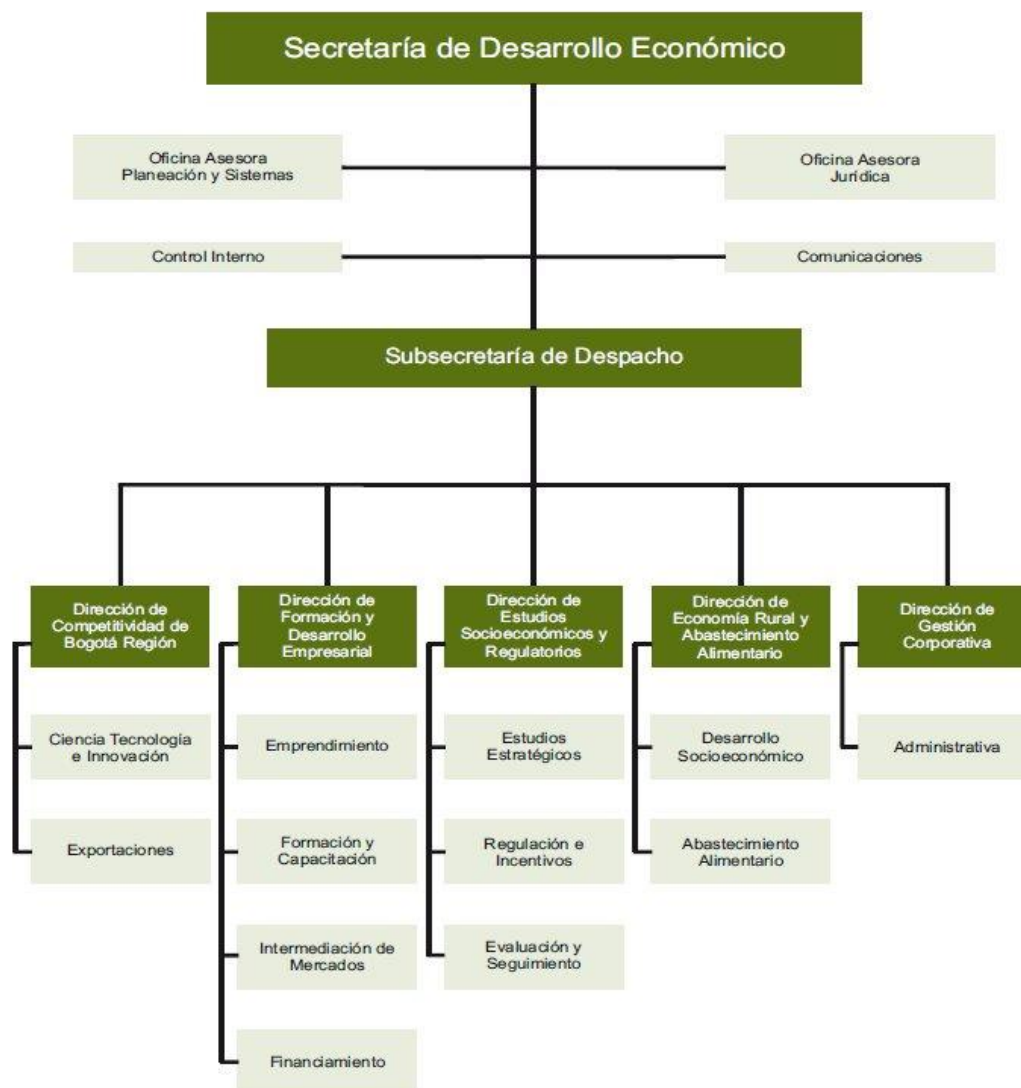 Secretaría de Desarrollo Económico
Oficina Asesora
Planeación y Sistemas
Oficina Asesora
Jurídica
Control Interno
Comunicaciones
Subsecretaría de Despacho
Dirección de
Competitividad de
Bogotá Región
Dirección de
Formación y
Desarrollo
Empresarial
Dirección de
Estudios
Socioeconómicos y
Regulatorios
Dirección de
Economía Rural y
Abastecimiento
Alimentario
Dirección de
Gestión
Corporativa
Ciencia Tecnología
e Innovación
Emprendimiento
Estudios
Estratégicos
Desarrollo
Socioeconómico
Administrativa
Exportaciones
Formación y
Capacitación
Regulación e
Incentivos
Abastecimiento
Alimentario
Intermediación de
Mercados
Evaluación y
Seguimiento
Financiamiento